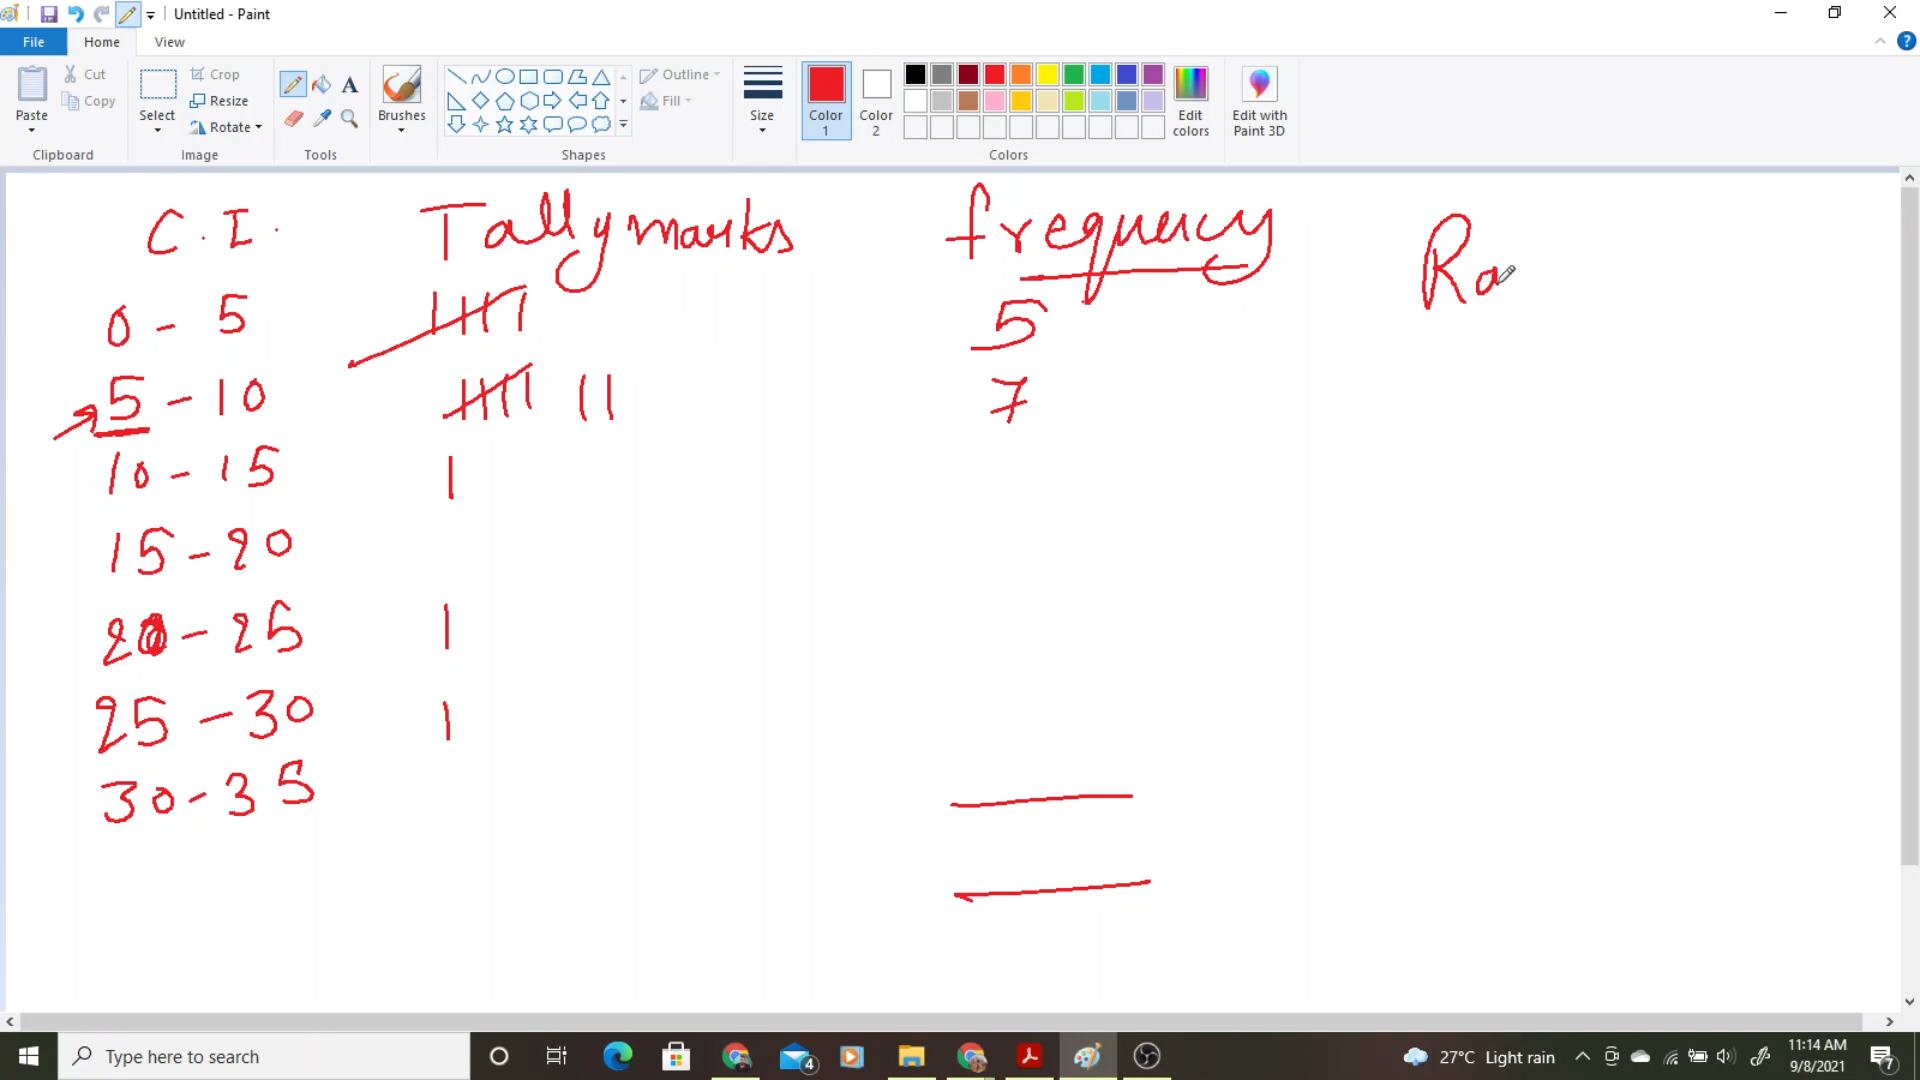 Untitled - Paint
File Home View
Paste Cut Copy Clipboard
Select Crop Resize Rotate Image
Tools
Brushes
Outline Fill Shapes
Size
Color 1 Color 2 Edit colors Colors
Edit with Paint 3D
C. I. Tally marks frequency Ra
0 - 5 5
5 - 10 7
10 - 15
15 - 20
20 - 25
25 - 30
30 - 35
Type here to search
4
27°C Light rain
11:14 AM
9/8/2021
7